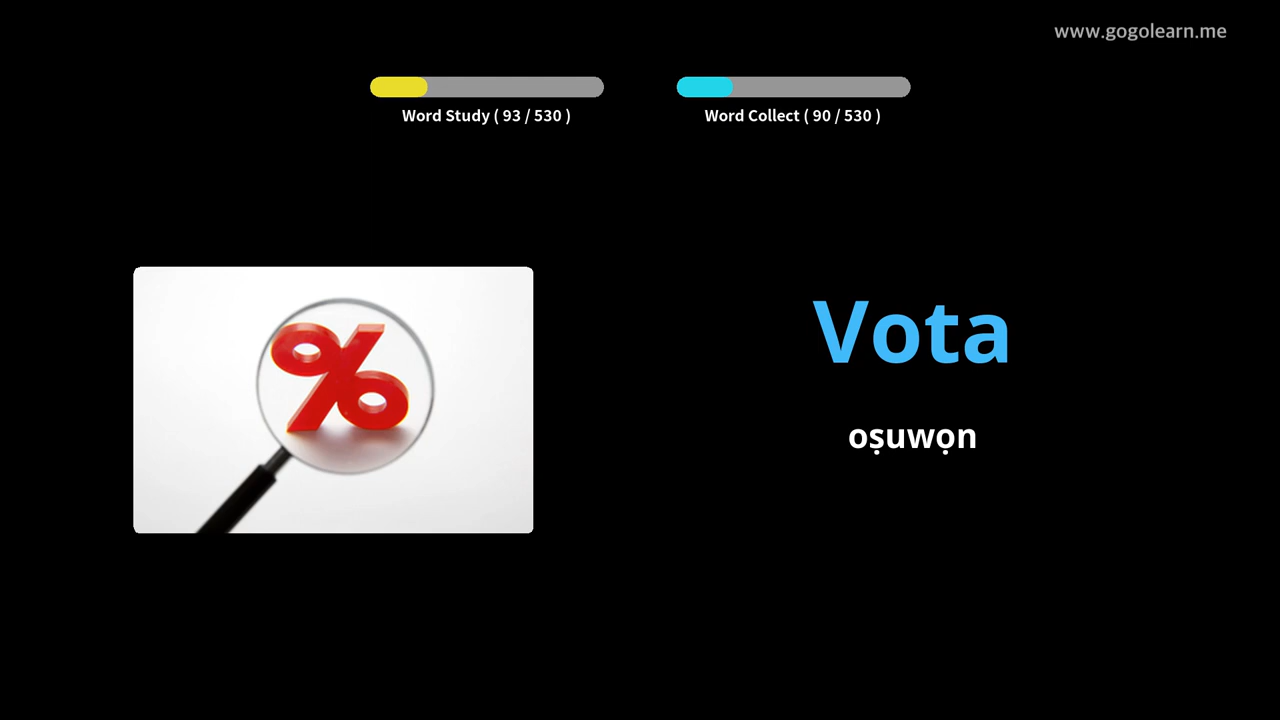 www.gogolearn.me
Word Study ( 93 / 530 )
Word Collect ( 90 / 530 )
%
Vota
oṣuwọn